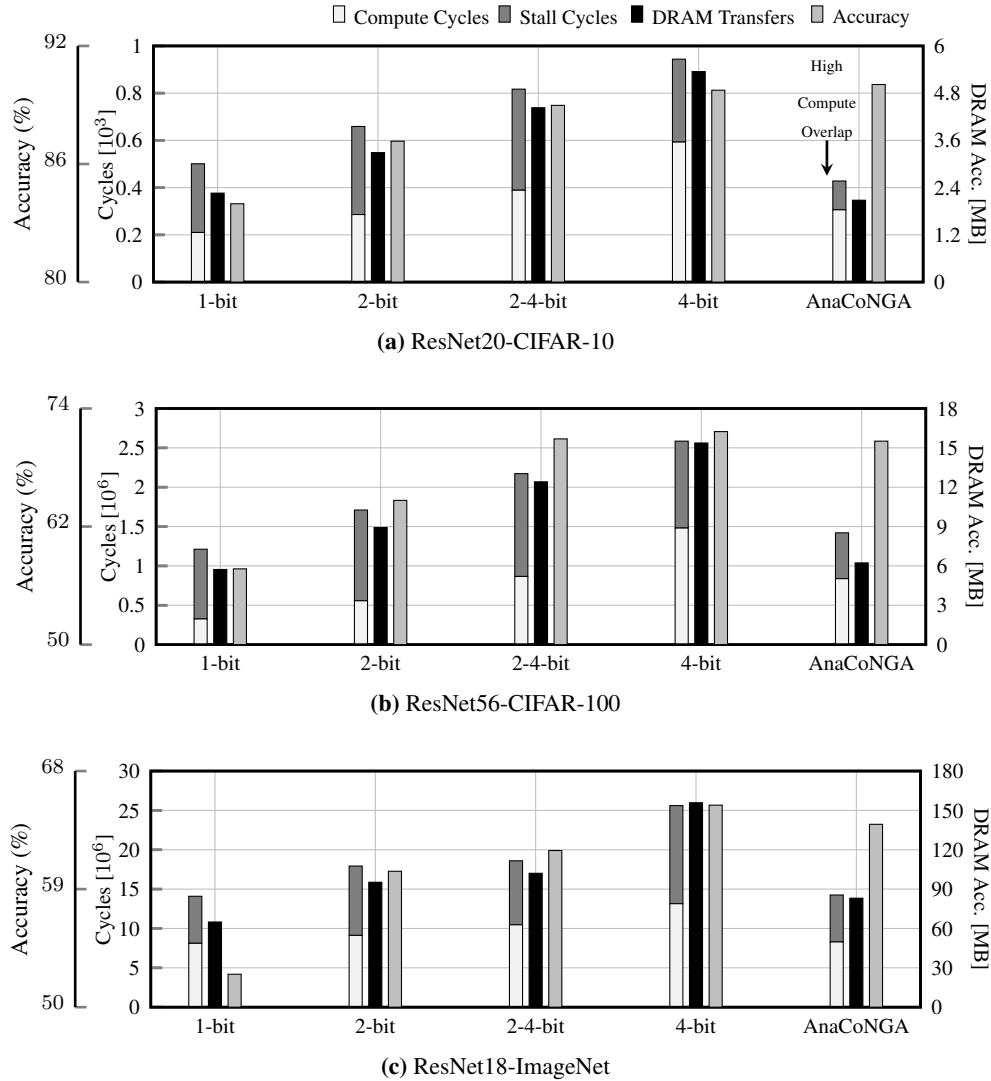 Compute Cycles Stall Cycles DRAM Transfers Accuracy
92
86
80
Accuracy (%)
1
0.8
0.6
0.4
0.2
0
Cycles [10³]
High
Compute
Overlap
6
4.8
3.6
2.4
1.2
0
DRAM Acc. [MB]
1-bit 2-bit 2-4-bit 4-bit AnaCoNGA
(a) ResNet20-CIFAR-10
74
62
50
Accuracy (%)
3
2.5
2
1.5
1
0.5
0
Cycles [10⁶]
18
15
12
9
6
3
0
DRAM Acc. [MB]
1-bit 2-bit 2-4-bit 4-bit AnaCoNGA
(b) ResNet56-CIFAR-100
68
59
50
Accuracy (%)
30
25
20
15
10
5
0
Cycles [10⁶]
180
150
120
90
60
30
0
DRAM Acc. [MB]
1-bit 2-bit 2-4-bit 4-bit AnaCoNGA
(c) ResNet18-ImageNet